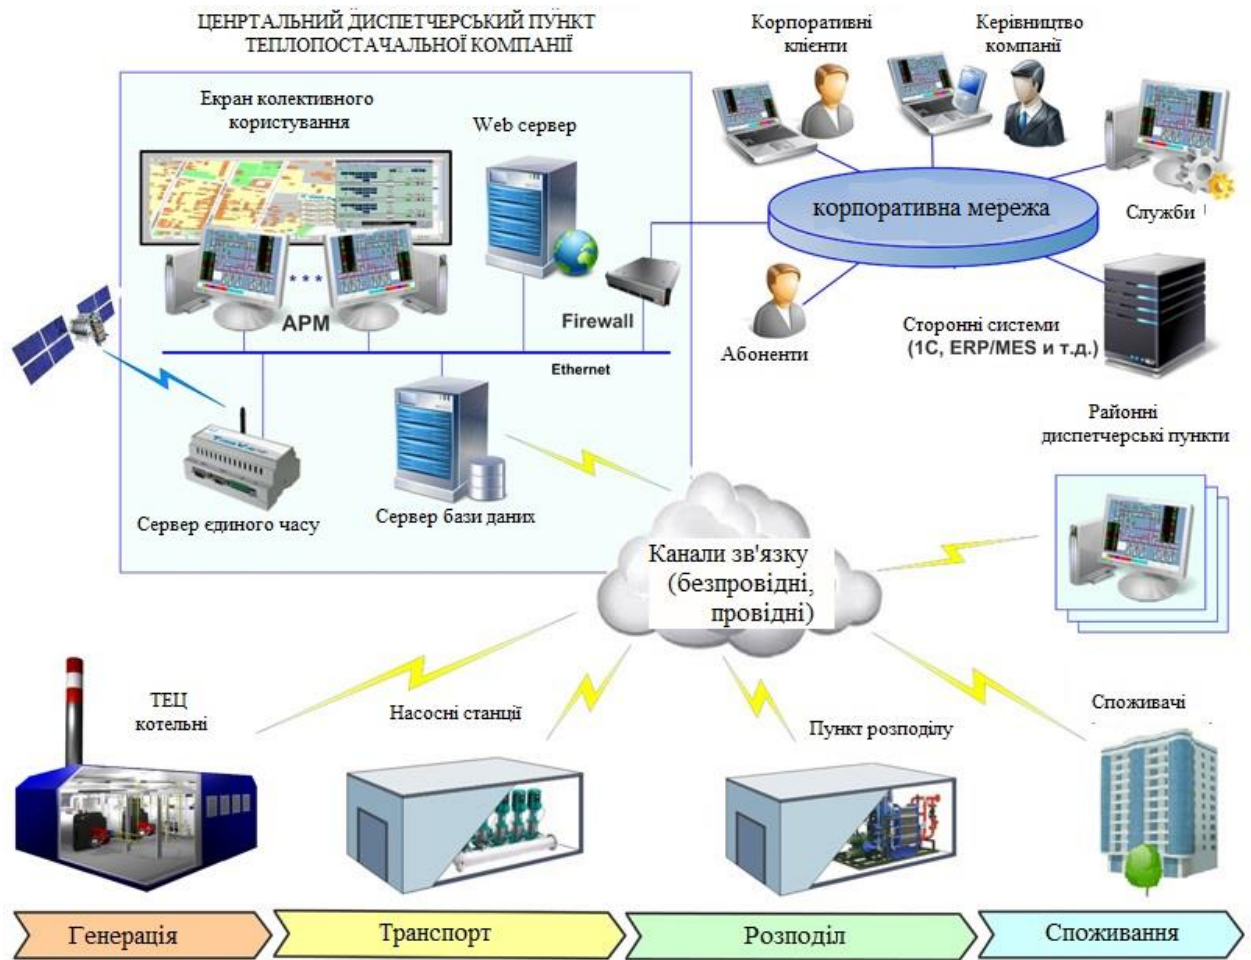 ЦЕНРТАЛЬНИЙ ДИСПЕТЧЕРСЬКИЙ ПУНКТ
ТЕПЛОПОСТАЧАЛЬНОЇ КОМПАНІЇ
Корпоративні
клієнти
Керівництво
компанії
Екран колективного
користування
Web сервер
корпоративна мережа
Служби
АРМ
* * *
Firewall
Ethernet
Абоненти
Сторонні системи
(1С, ERP/MES и т.д.)
Сервер єдиного часу
Сервер бази даних
Районні
диспетчерські пункти
Канали зв'язку
(безпровідні,
провідні)
ТЕЦ
котельні
Насосні станції
Пункт розподілу
Споживачі
Генерація
Транспорт
Розподіл
Споживання